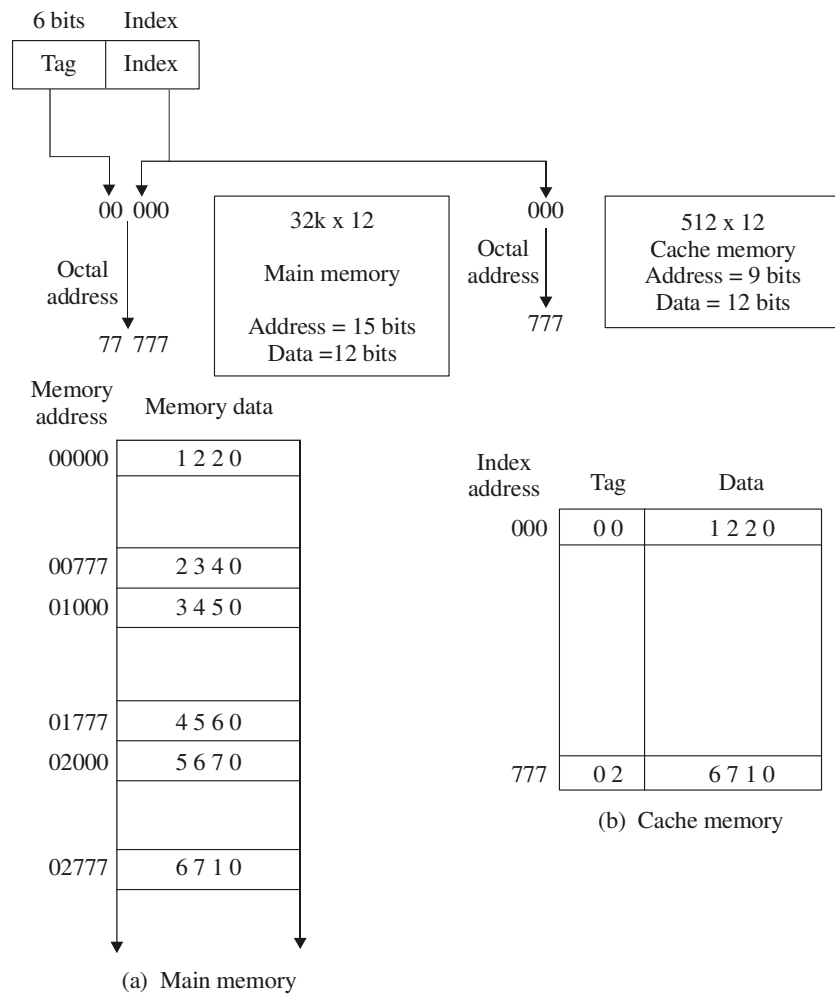 6 bits Index
Tag Index
00 000
Octal
address
77 777
32k x 12
Main memory
Address = 15 bits
Data =12 bits
000
Octal
address
777
512 x 12
Cache memory
Address = 9 bits
Data = 12 bits
Memory
address
Memory data
00000 1 2 2 0
00777 2 3 4 0
01000 3 4 5 0
01777 4 5 6 0
02000 5 6 7 0
02777 6 7 1 0
(a) Main memory
Index
address
Tag Data
000 0 0 1 2 2 0
777 0 2 6 7 1 0
(b) Cache memory